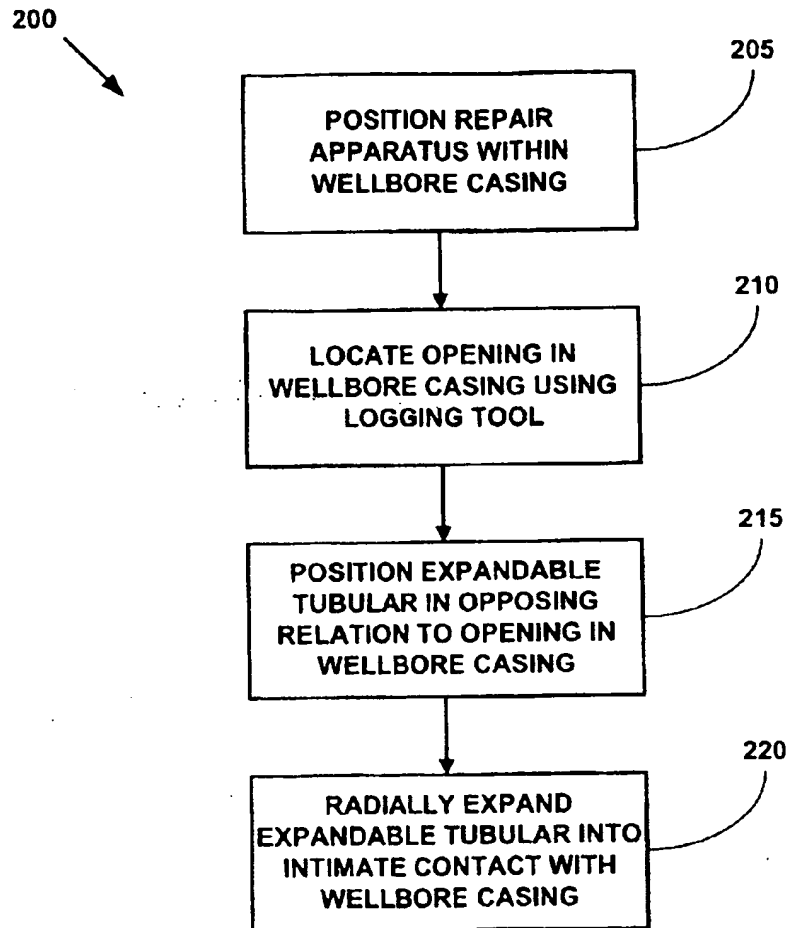 200
205
POSITION REPAIR
APPARATUS WITHIN
WELLBORE CASING
210
LOCATE OPENING IN
WELLBORE CASING USING
LOGGING TOOL
215
POSITION EXPANDABLE
TUBULAR IN OPPOSING
RELATION TO OPENING IN
WELLBORE CASING
220
RADIALLY EXPAND
EXPANDABLE TUBULAR INTO
INTIMATE CONTACT WITH
WELLBORE CASING